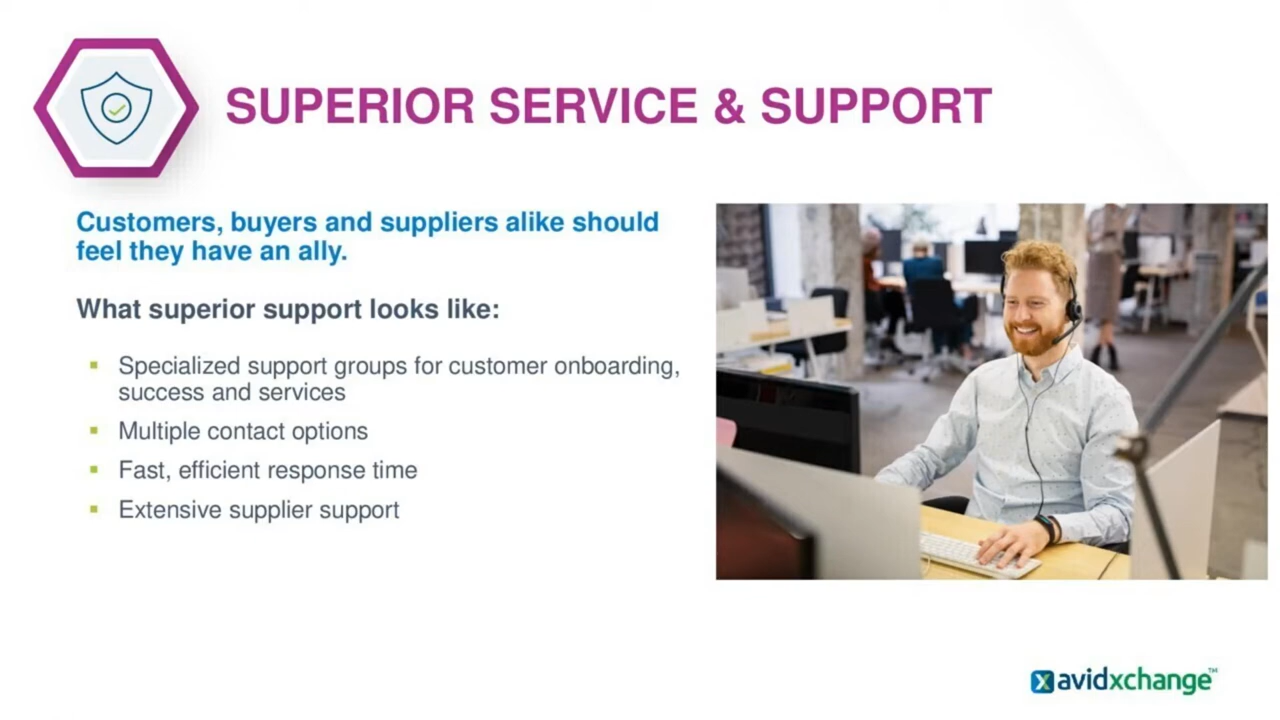 SUPERIOR SERVICE & SUPPORT
Customers, buyers and suppliers alike should
feel they have an ally.
What superior support looks like:
Specialized support groups for customer onboarding,
success and services
Multiple contact options
Fast, efficient response time
Extensive supplier support
avidxchange™